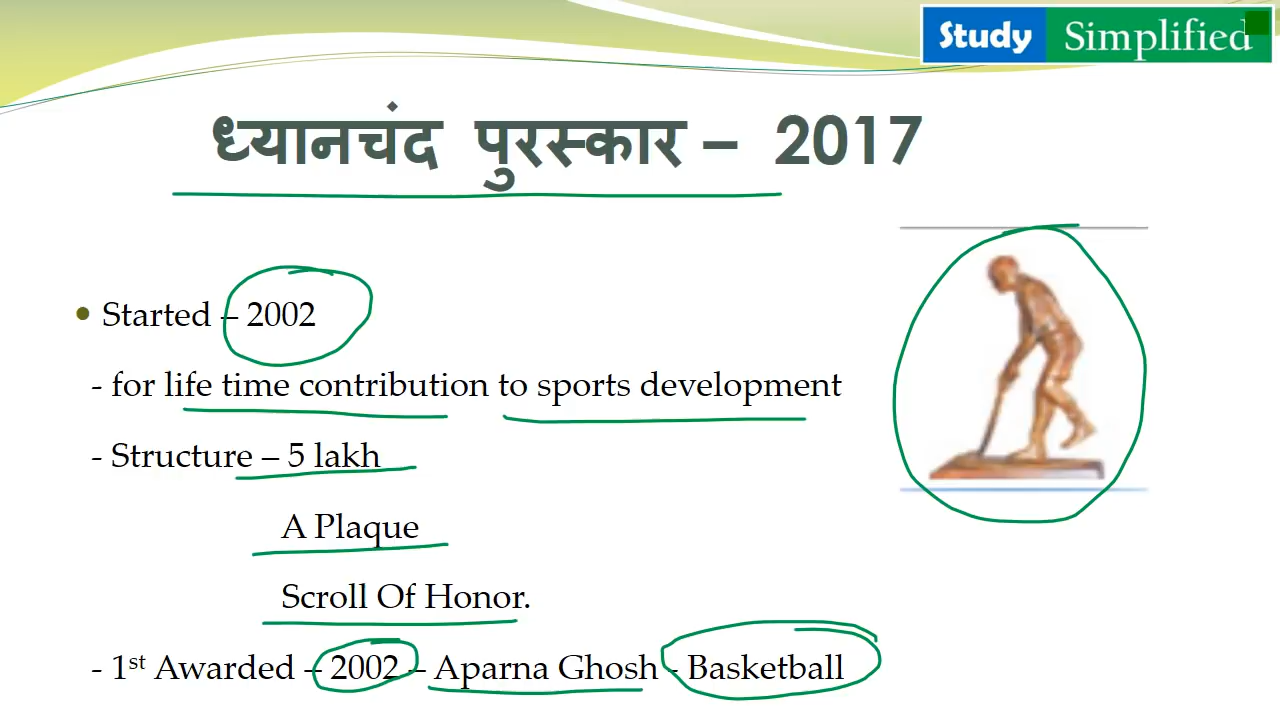 Study Simplified
ध्यानचंद पुरस्कार – 2017
• Started – 2002
- for life time contribution to sports development
- Structure – 5 lakh
A Plaque
Scroll Of Honor.
- 1st Awarded – 2002 – Aparna Ghosh - Basketball